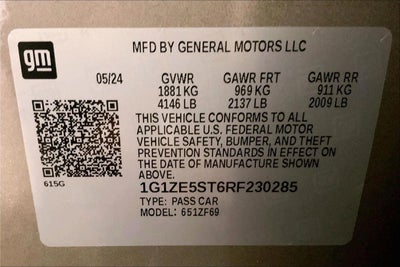 gm
MFD BY GENERAL MOTORS LLC
05/24 GVWR GAWR FRT GAWR RR
1881 KG 969 KG 911 KG
4146 LB 2137 LB 2009 LB
THIS VEHICLE CONFORMS TO ALL
APPLICABLE U.S. FEDERAL MOTOR
VEHICLE SAFETY, BUMPER, AND THEFT
PREVENTION STANDARDS IN EFFECT ON
THE DATE OF MANUFACTURE SHOWN
ABOVE.
615G
1G1ZE5ST6RF230285
TYPE: PASS CAR
MODEL: 651ZF69